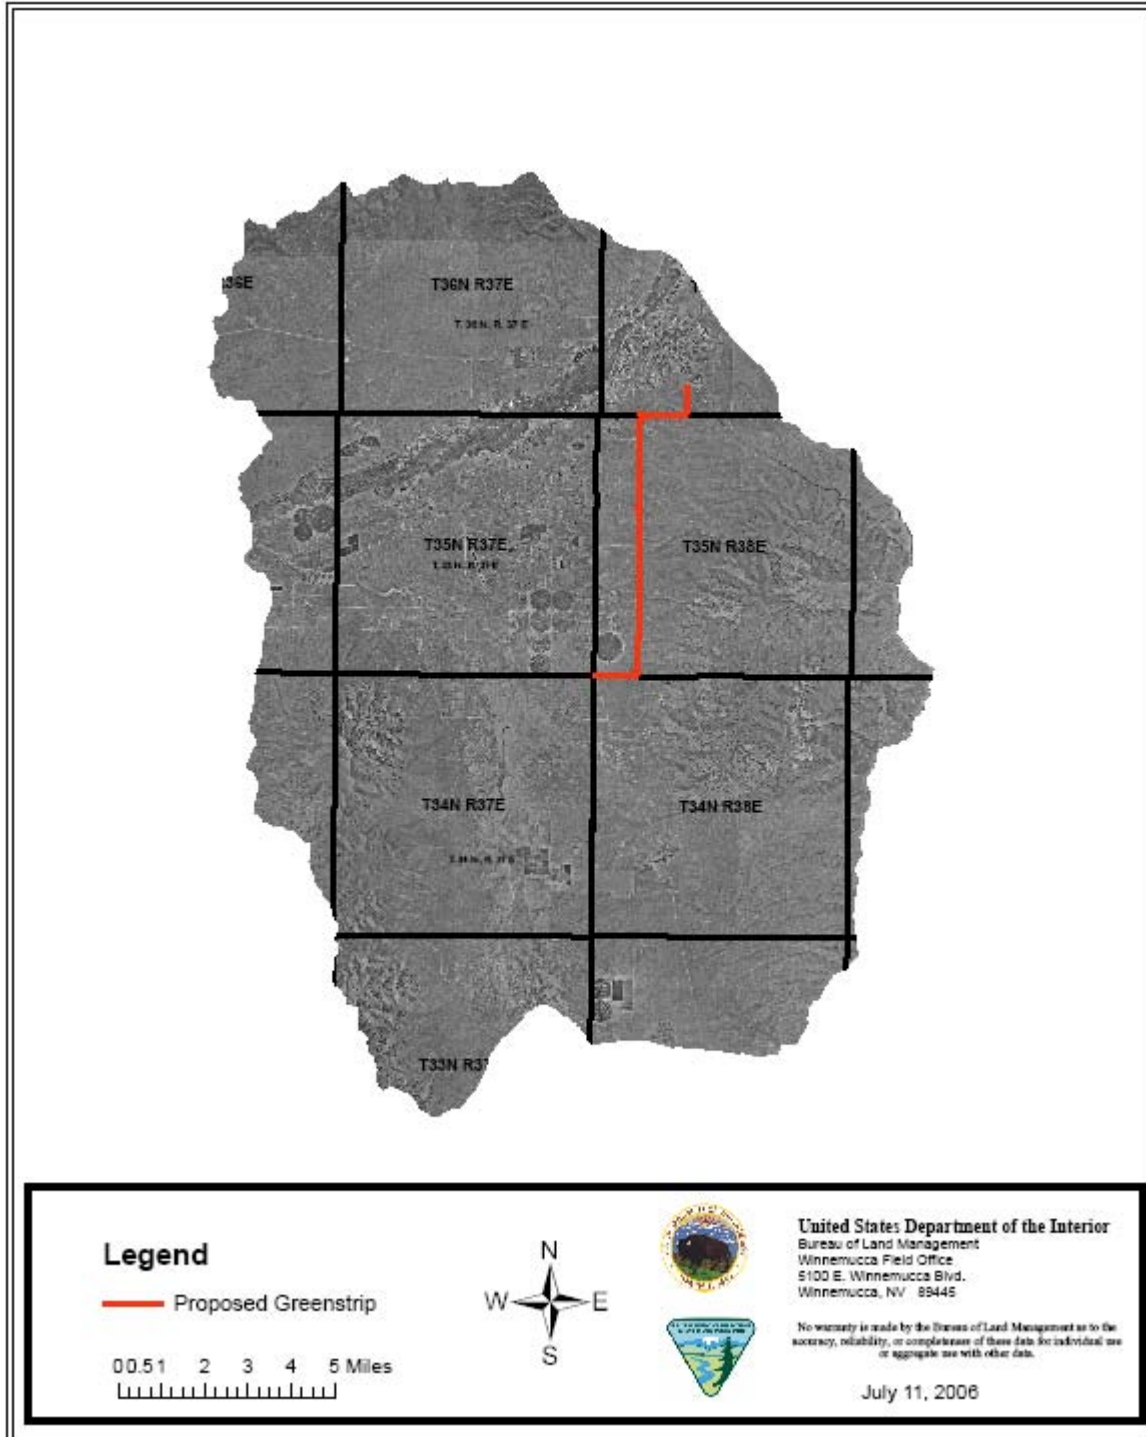 36E
T36N R37E
T. 36 N., R. 37 E
T35N R37E
T35N R38E
T34N R37E
T34N R38E
T33N R37
Legend
Proposed Greenstrip
0 0.5 1 2 3 4 5 Miles
N
W E
S
United States Department of the Interior
Bureau of Land Management
Winnemucca Field Office
5100 E. Winnemucca Blvd.
Winnemucca, NV 89445
No warranty is made by the Bureau of Land Management as to the
accuracy, reliability, or completeness of these data for individual use
or aggregate use with other data.
July 11, 2006